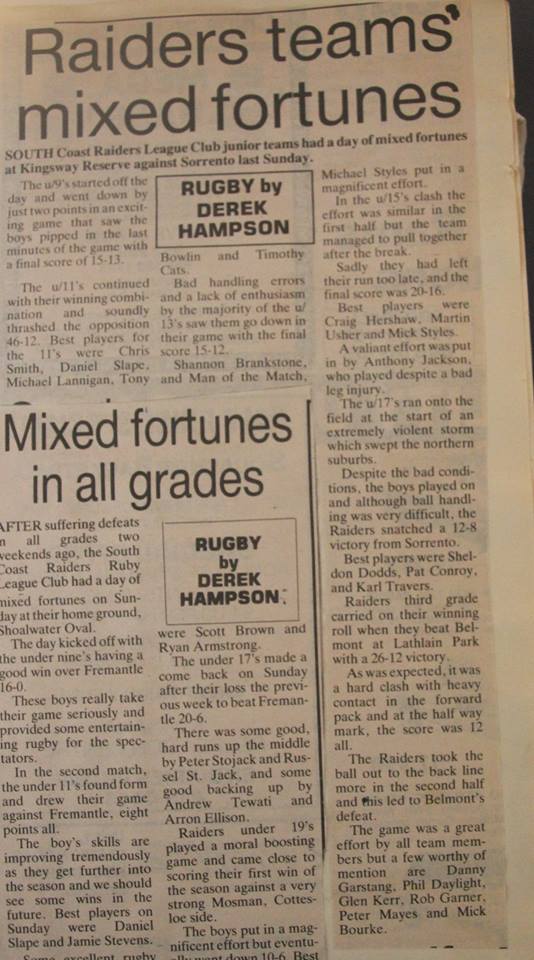 Raiders teams'
mixed fortunes
SOUTH Coast Raiders League Club junior teams had a day of mixed fortunes
at Kingsway Reserve against Sorrento last Sunday.
The u/9's started off the
day and went down by
just two points in an excit-
ing game that saw the
boys pipped in the last
minutes of the game with
a final score of 15-13.
The u/11's continued
with their winning combi-
nation and soundly
thrashed the opposition
46-12. Best players for
the 11's were Chris
Smith, Daniel Slape,
Michael Lannigan, Tony
RUGBY by
DEREK
HAMPSON
Bowlin and Timothy
Cats.
Bad handling errors
and a lack of enthusiasm
by the majority of the u/
13's saw them go down in
their game with the final
score 15-12.
Shannon Brankstone,
and Man of the Match,
Michael Styles put in a
magnificent effort.
In the u/15's clash the
effort was similar in the
first half but the team
managed to pull together
after the break.
Sadly they had left
their run too late, and the
final score was 20-16.
Best players were
Craig Hershaw, Martin
Usher and Mick Styles.
A valiant effort was put
in by Anthony Jackson,
who played despite a bad
leg injury.
The u/17's ran onto the
field at the start of an
extremely violent storm
which swept the northern
suburbs.
Despite the bad condi-
tions, the boys played on
and although ball handl-
ing was very difficult, the
Raiders snatched a 12-8
victory from Sorrento.
Best players were Shel-
don Dodds, Pat Conroy,
and Karl Travers.
Raiders third grade
carried on their winning
roll when they beat Bel-
mont at Lathlain Park
with a 26-12 victory.
As was expected, it was
a hard clash with heavy
contact in the forward
pack and at the half way
mark, the score was 12
all.
The Raiders took the
ball out to the back line
more in the second half
and this led to Belmont's
defeat.
The game was a great
effort by all team mem-
bers but a few worthy of
mention are Danny
Garstang, Phil Daylight,
Glen Kerr, Rob Garner,
Peter Mayes and Mick
Bourke.
Mixed fortunes
in all grades
AFTER suffering defeats
in all grades two
weekends ago, the South
Coast Raiders Ruby
League Club had a day of
mixed fortunes on Sun-
day at their home ground,
Shoalwater Oval.
The day kicked off with
the under nine's having a
good win over Fremantle
16-0.
These boys really take
their game seriously and
provided some entertain-
ing rugby for the spec-
tators.
In the second match,
the under 11's found form
and drew their game
against Fremantle, eight
points all.
The boy's skills are
improving tremendously
as they get further into
the season and we should
see some wins in the
future. Best players on
Sunday were Daniel
Slape and Jamie Stevens.
Some excellent rugby
RUGBY
by
DEREK
HAMPSON.
were Scott Brown and
Ryan Armstrong.
The under 17's made a
come back on Sunday
after their loss the previ-
ous week to beat Freman-
tle 20-6.
There was some good,
hard runs up the middle
by Peter Stojack and Rus-
sel St. Jack, and some
good backing up by
Andrew Tewati and
Arron Ellison.
Raiders under 19's
played a moral boosting
game and came close to
scoring their first win of
the season against a very
strong Mosman, Cottes-
loe side.
The boys put in a mag-
nificent effort but eventu-
ally went down 10-6. Best